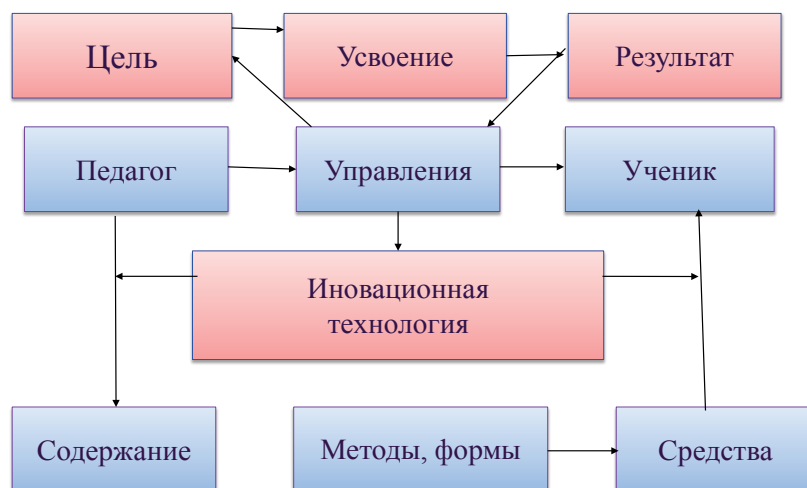 Цель
Усвоение
Результат
Педагог
Управления
Ученик
Иновационная
технология
Содержание
Методы, формы
Средства